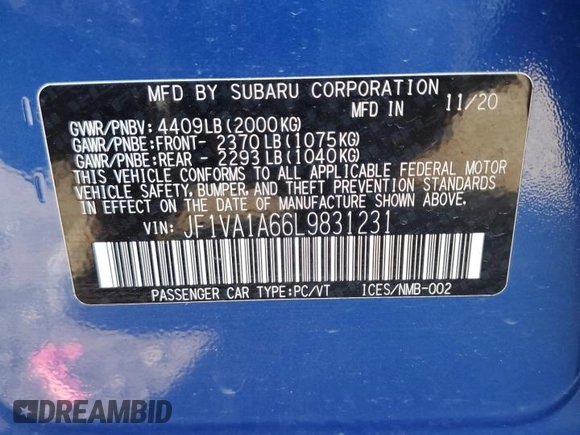 MFD BY SUBARU CORPORATION
MFD IN 11/20
GVWR/PNBV: 4409LB(2000KG)
GAWR/PNBE:FRONT- 2370LB(1075KG)
GAWR/PNBE:REAR - 2293LB(1040KG)
THIS VEHICLE CONFORMS TO ALL APPLICABLE FEDERAL MOTOR
VEHICLE SAFETY, BUMPER, AND THEFT PREVENTION STANDARDS
IN EFFECT ON THE DATE OF MANUFACTURE SHOWN ABOVE.
VIN: JF1VA1A66L9831231
PASSENGER CAR TYPE:PC/VT ICES/NMB-002
DREAMBID